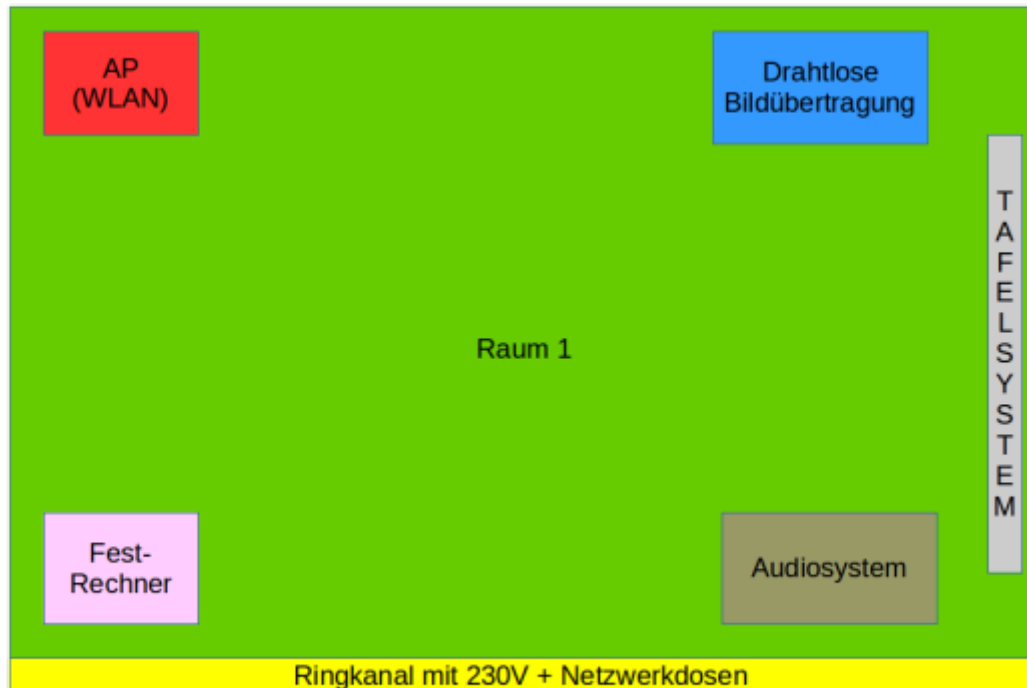 AP
(WLAN)
Drahtlose
Bildübertragung
T
A
F
E
L
S
Y
S
T
E
M
Raum 1
Fest-
Rechner
Audiosystem
Ringkanal mit 230V + Netzwerkdosen